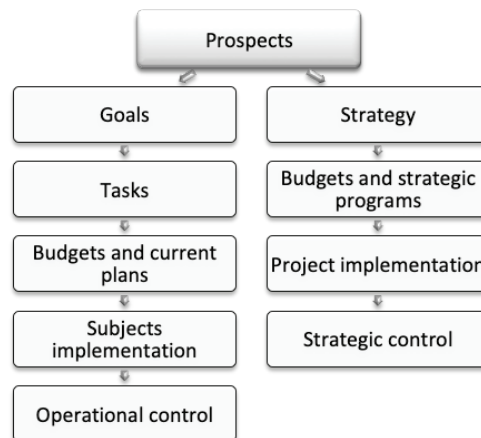 Prospects
Goals
Tasks
Budgets and current
plans
Subjects
implementation
Operational control
Strategy
Budgets and strategic
programs
Project implementation
Strategic control